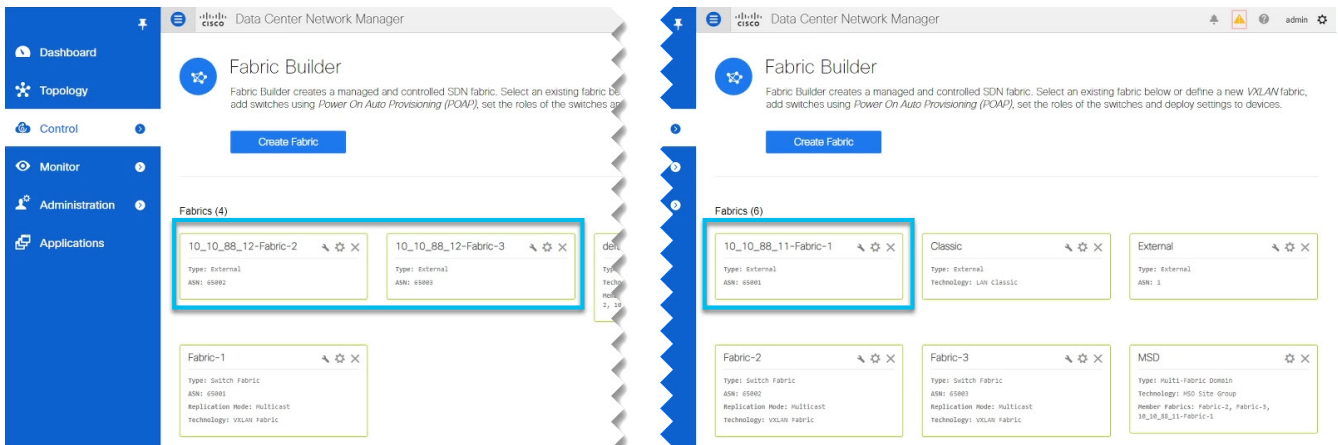 Dashboard
Topology
Control
Monitor
Administration
Applications
cisco Data Center Network Manager
Fabric Builder
Fabric Builder creates a managed and controlled SDN fabric. Select an existing fabric
add switches using Power On Auto Provisioning (POAP), set the roles of the switches
Create Fabric
Fabrics (4)
10_10_88_12-Fabric-2
Type: External
ASN: 65002
10_10_88_12-Fabric-3
Type: External
ASN: 65003
Fabric-1
Type: Switch Fabric
ASN: 65001
Replication Mode: Multicast
Technology: VXLAN Fabric
cisco Data Center Network Manager
admin
Fabric Builder
Fabric Builder creates a managed and controlled SDN fabric. Select an existing fabric below or define a new VXLAN fabric,
add switches using Power On Auto Provisioning (POAP), set the roles of the switches and deploy settings to devices.
Create Fabric
Fabrics (6)
10_10_88_11-Fabric-1
Type: External
ASN: 65001
Classic
Type: External
Technology: LAN Classic
External
Type: External
ASN: 1
Fabric-2
Type: Switch Fabric
ASN: 65002
Replication Mode: Multicast
Technology: VXLAN Fabric
Fabric-3
Type: Switch Fabric
ASN: 65003
Replication Mode: Multicast
Technology: VXLAN Fabric
MSD
Type: Multi-Fabric Domain
Technology: MSD Site Group
Member Fabrics: Fabric-2, Fabric-3,
10_10_88_11-Fabric-1